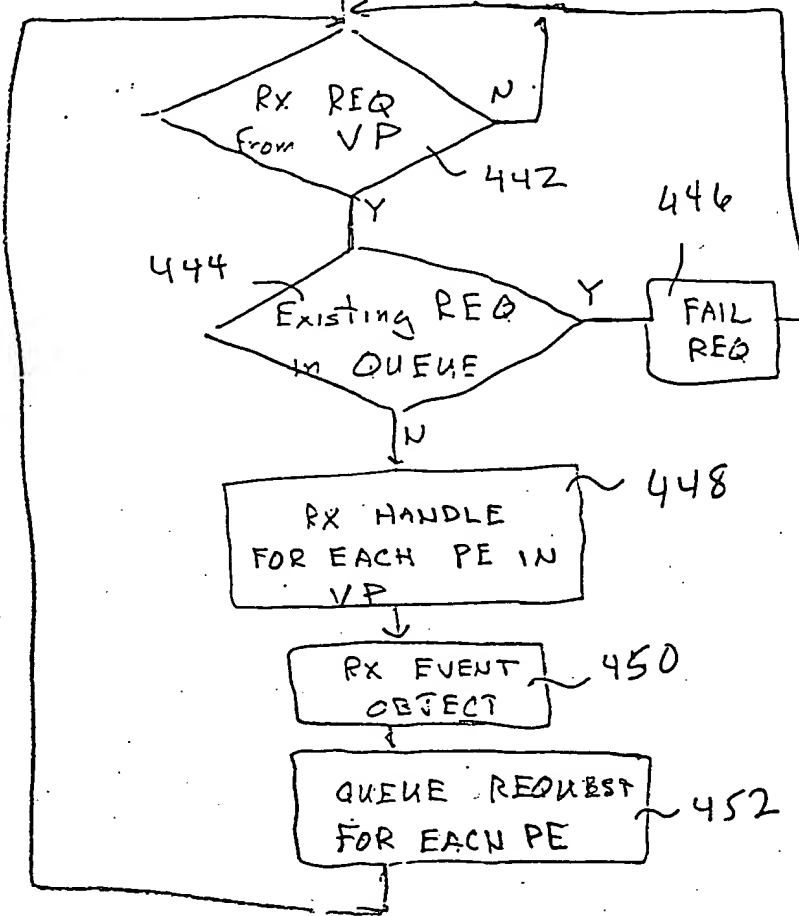 RX REQ
from VP
N
442
Y
444
Existing REQ
in QUEUE
Y
446
FAIL
REQ
N
448
RX HANDLE
FOR EACH PE IN
VP
RX EVENT
OBJECT
450
QUEUE REQUEST
FOR EACH PE
452